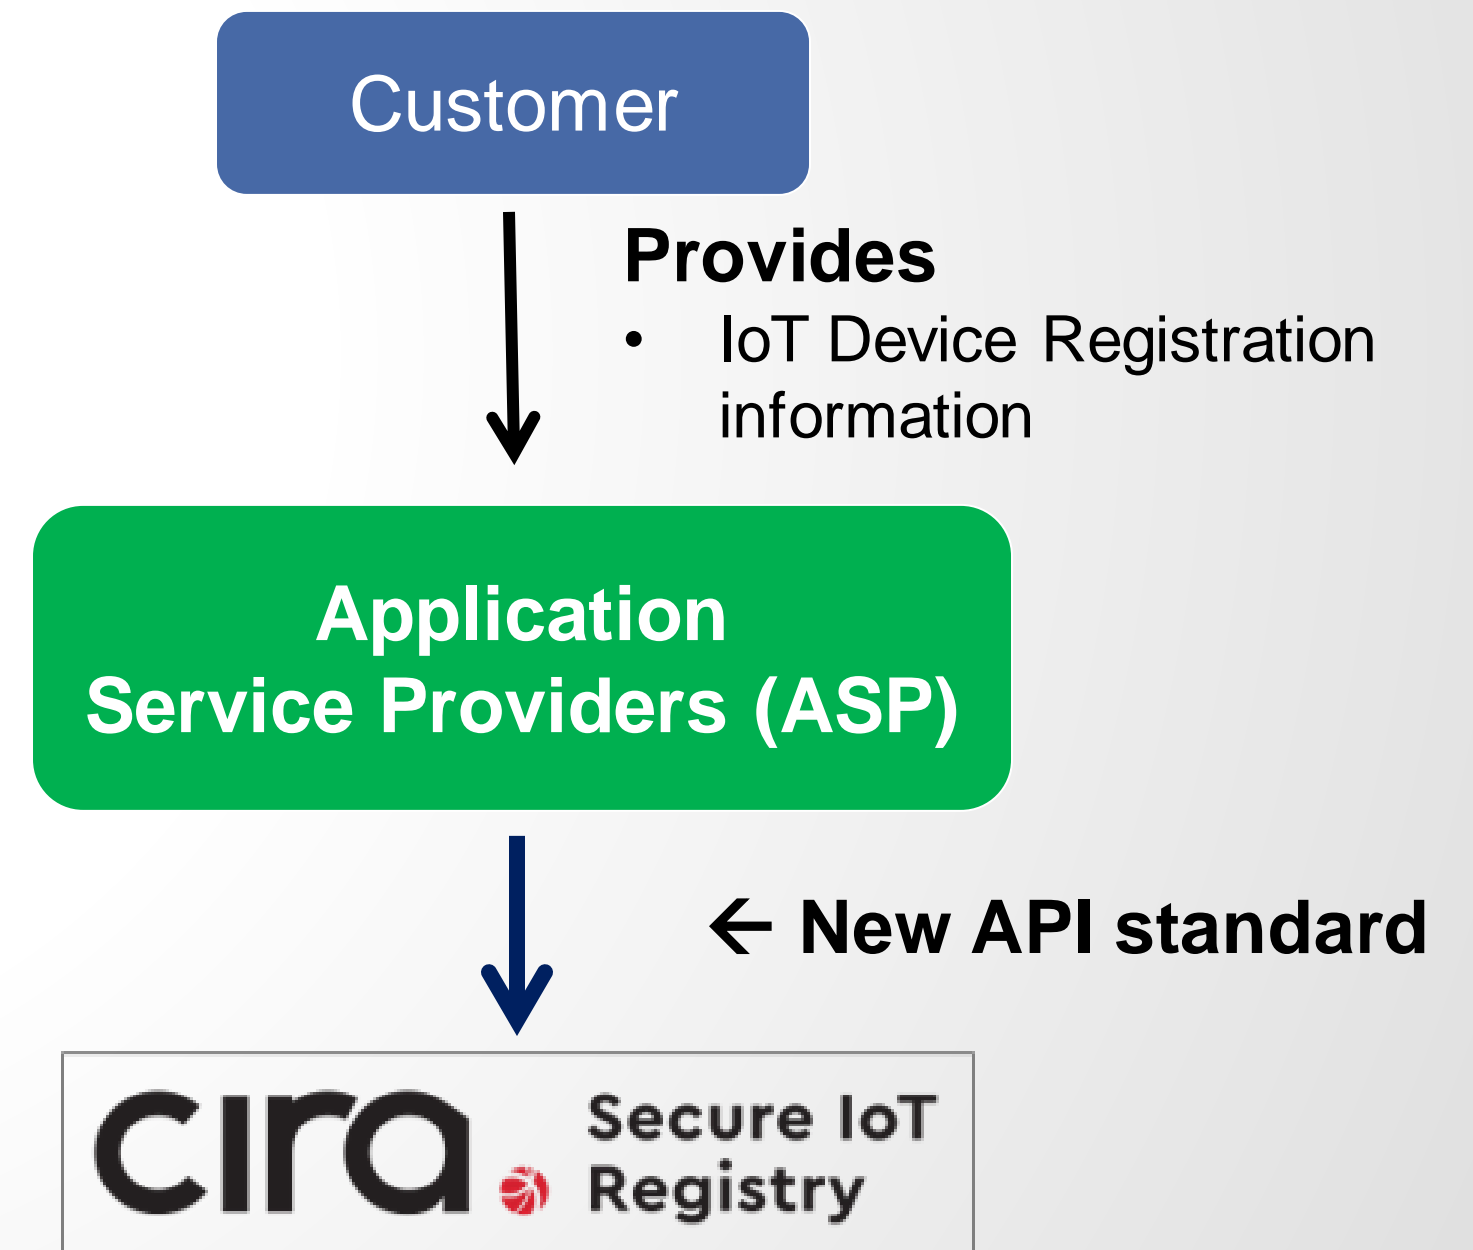 Customer
Provides
• IoT Device Registration
information
Application
Service Providers (ASP)
← New API standard
cira Secure IoT
Registry